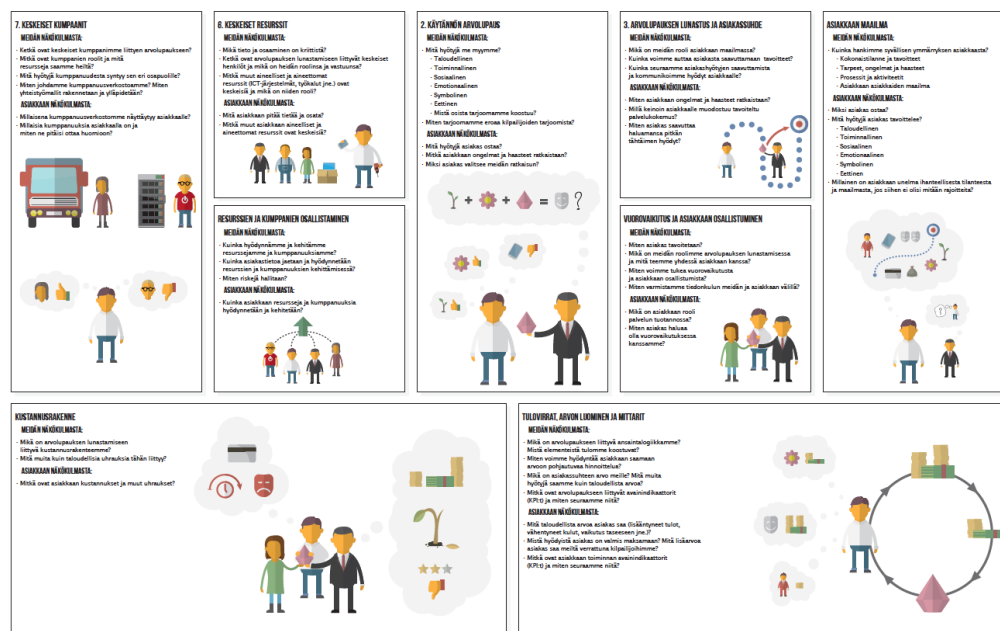 7. KESKEISET KUMPPANIT
MEIDÄN NÄKÖKULMASTA:
- Ketkä ovat keskeiset kumppanimme liittyen arvolupaukseen?
- Mitkä ovat kumppanien roolit ja mitä
resursseja saamme heiltä?
- Mitä hyötyjä kumppanuudesta syntyy sen eri osapuolille?
- Miten johdamme kumppanuusverkostoamme? Miten
yhteistyömallit rakennetaan ja ylläpidetään?
ASIAKKAAN NÄKÖKULMASTA:
- Millaisena kumppanuusverkostomme näyttäytyy asiakkaalle?
- Millaisia kumppanuuksia asiakkaalla on ja
miten ne pitäisi ottaa huomioon?
6. KESKEISET RESURSSIT
MEIDÄN NÄKÖKULMASTA:
- Mikä tieto ja osaaminen on kriittistä?
- Ketkä ovat arvolupauksen lunastamiseen liittyvät keskeiset
henkilöt ja mikä on heidän roolinsa ja vastuunsa?
- Mitkä muut aineelliset ja aineettomat
resurssit (ICT-järjestelmät, työkalut jne.) ovat
keskeisiä ja mikä on niiden rooli?
ASIAKKAAN NÄKÖKULMASTA:
- Mitä asiakkaan pitää tietää ja osata?
- Mitkä muut asiakkaan aineelliset ja
aineettomat resurssit ovat keskeisiä?
RESURSSIEN JA KUMPPANIEN OSALLISTAMINEN
MEIDÄN NÄKÖKULMASTA:
- Kuinka hyödynnämme ja kehitämme
resurssejamme ja kumppanuuksiamme?
- Kuinka asiakastietoa jaetaan ja hyödynnetään
resurssien ja kumppanuuksien kehittämisessä?
- Miten riskejä hallitaan?
ASIAKKAAN NÄKÖKULMASTA:
- Kuinka asiakkaan resursseja ja kumppanuuksia
hyödynnetään ja kehitetään?
2. KÄYTÄNNÖN ARVOLUPAUS
MEIDÄN NÄKÖKULMASTA:
- Mitä hyötyjä me myymme?
- Taloudellinen
- Toiminnallinen
- Sosiaalinen
- Emotionaalinen
- Symbolinen
- Eettinen
- Mistä osista tarjoomamme koostuu?
- Miten tarjoomamme eroaa kilpailijoiden tarjoomista?
ASIAKKAAN NÄKÖKULMASTA:
- Mitä hyötyjä asiakas ostaa?
- Mitkä asiakkaan ongelmat ja haasteet ratkaistaan?
- Miksi asiakas valitsee meidän ratkaisun?
+ + = ?
3. ARVOLUPAUKSEN LUNASTUS JA ASIAKASSUHDE
MEIDÄN NÄKÖKULMASTA:
- Mikä on meidän rooli asiakkaan maailmassa?
- Kuinka voimme auttaa asiakasta saavuttamaan tavoitteet?
- Kuinka seuraamme asiakashyötyjen saavuttamista
ja kommunikoimme hyödyt asiakkaalle?
ASIAKKAAN NÄKÖKULMASTA:
- Miten asiakkaan ongelmat ja haasteet ratkaistaan?
- Millä keinoin asiakkaalle muodostuu tavoiteltu
palvelukokemus?
- Miten asiakas saavuttaa
haluamansa pitkän
tähtäimen hyödyt?
VUOROVAIKUTUS JA ASIAKKAAN OSALLISTUMINEN
MEIDÄN NÄKÖKULMASTA:
- Miten asiakas tavoitetaan?
- Mikä on meidän roolimme arvolupauksen lunastamisessa
ja mitä teemme yhdessä asiakkaan kanssa?
- Miten voimme tukea vuorovaikutusta
ja asiakkaan osallistumista?
- Miten varmistamme tiedonkulun meidän ja asiakkaan välillä?
ASIAKKAAN NÄKÖKULMASTA:
- Mikä on asiakkaan rooli
palvelun tuotannossa?
- Miten asiakas haluaa
olla vuorovaikutuksessa
kanssamme?
ASIAKKAAN MAAILMA
MEIDÄN NÄKÖKULMASTA:
- Kuinka hankimme syvällisen ymmärryksen asiakkaasta?
- Kokonaistilanne ja tavoitteet
- Tarpeet, ongelmat ja haasteet
- Prosessit ja aktiviteetit
- Asiakkaan asiakkaiden maailma
ASIAKKAAN NÄKÖKULMASTA:
- Miksi asiakas ostaa?
- Mitä hyötyjä asiakas tavoittelee?
- Taloudellinen
- Toiminnallinen
- Sosiaalinen
- Emotionaalinen
- Symbolinen
- Eettinen
- Millainen on asiakkaan unelma ihanteellisesta tilanteesta
ja maailmasta, jos siihen ei olisi mitään rajoitteita?
?
KUSTANNUSRAKENNE
MEIDÄN NÄKÖKULMASTA:
- Mikä on arvolupauksen lunastamiseen
liittyvä kustannusrakenteemme?
- Mitä muita kuin taloudellisia uhrauksia tähän liittyy?
ASIAKKAAN NÄKÖKULMASTA:
- Mitkä ovat asiakkaan kustannukset ja muut uhraukset?
TULOVIRRAT, ARVON LUOMINEN JA MITTARIT
MEIDÄN NÄKÖKULMASTA:
- Mikä on arvolupaukseen liittyvä ansaintalogiikkamme?
Mistä elementeistä tulomme koostuvat?
- Miten voimme hyödyntää asiakkaan saamaan
arvoon pohjautuvaa hinnoittelua?
- Mikä on asiakassuhteen arvo meille? Mitä muita
hyötyjä saamme kuin taloudellista arvoa?
- Mitkä ovat arvolupaukseen liittyvät avainindikaattorit
(KPI:t) ja miten seuraamme niitä?
ASIAKKAAN NÄKÖKULMASTA:
- Mitä taloudellista arvoa asiakas saa (lisääntyneet tulot,
vähentyneet kulut, vaikutus taseeseen jne.)?
- Mistä hyödyistä asiakas on valmis maksamaan? Mitä lisäarvoa
asiakas saa meiltä verrattuna kilpailijoihimme?
- Mitkä ovat asiakkaan toiminnan avainindikaattorit
(KPI:t) ja miten seuraamme niitä?